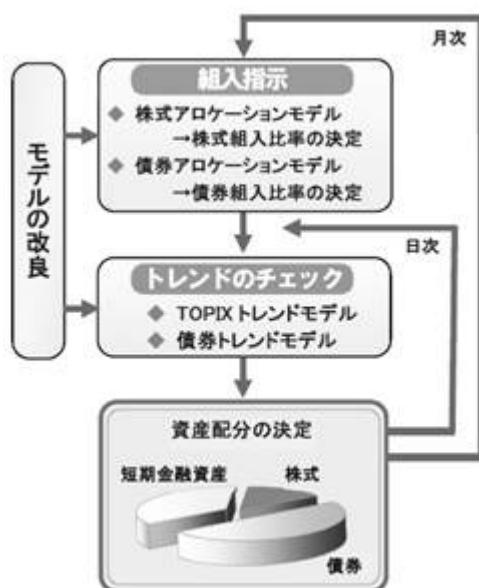 月次
組入指示
◆ 株式アロケーションモデル
→株式組入比率の決定
◆ 債券アロケーションモデル
→債券組入比率の決定
モデルの改良
日次
トレンドのチェック
◆ TOPIXトレンドモデル
◆ 債券トレンドモデル
資産配分の決定
短期金融資産
株式
債券